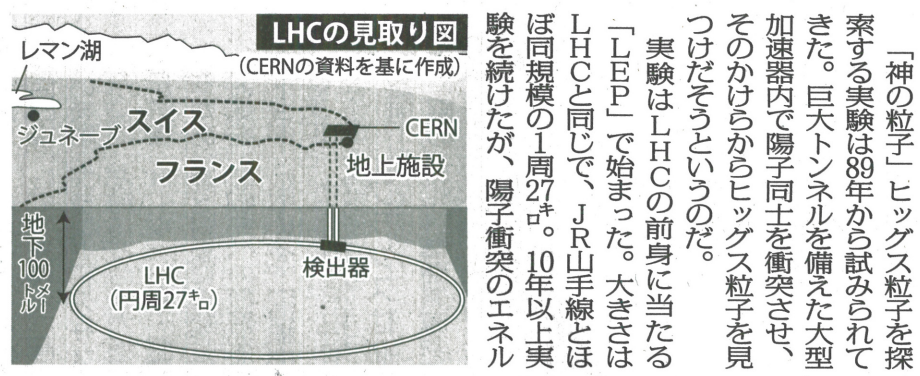 「神の粒子」ヒッグス粒子を探
索する実験は89年から試みられて
きた。巨大トンネルを備えた大型
加速器内で陽子同士を衝突させ、
そのかけらからヒッグス粒子を見
つけだそうというのだ。
実験はLHCの前身に当たる
「LEP」で始まった。大きさは
LHCと同じで、JR山手線とほ
ぼ同規模の1周27㌔。10年以上実
験を続けたが、陽子衝突のエネル
LHCの見取り図
(CERNの資料を基に作成)
レマン湖
ジュネーブ
スイス
CERN
フランス
地上施設
地下100㍍
検出器
LHC
(円周27㌔)